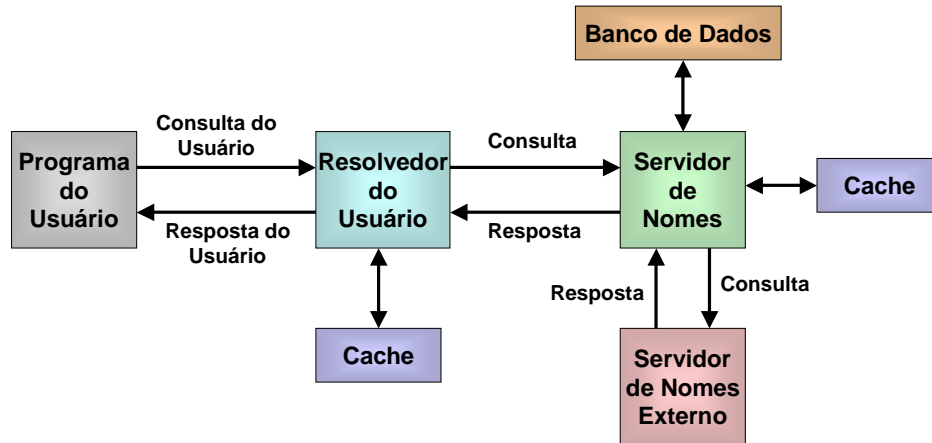 Banco de Dados
Consulta do
Usuário
Programa
do
Usuário
Resolvedor
do
Usuário
Consulta
Servidor
de
Nomes
Cache
Resposta do
Usuário
Resposta
Resposta
Consulta
Cache
Servidor
de Nomes
Externo